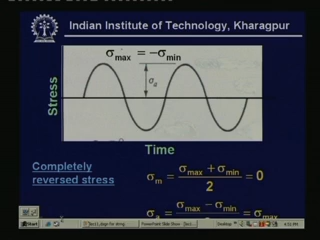 Indian Institute of Technology, Kharagpur
σmax = −σmin
σa
Stress
Time
Completely
reversed stress
σm = (σmax + σmin) / 2 = 0
σa = σmax − σmin = σmax
Start